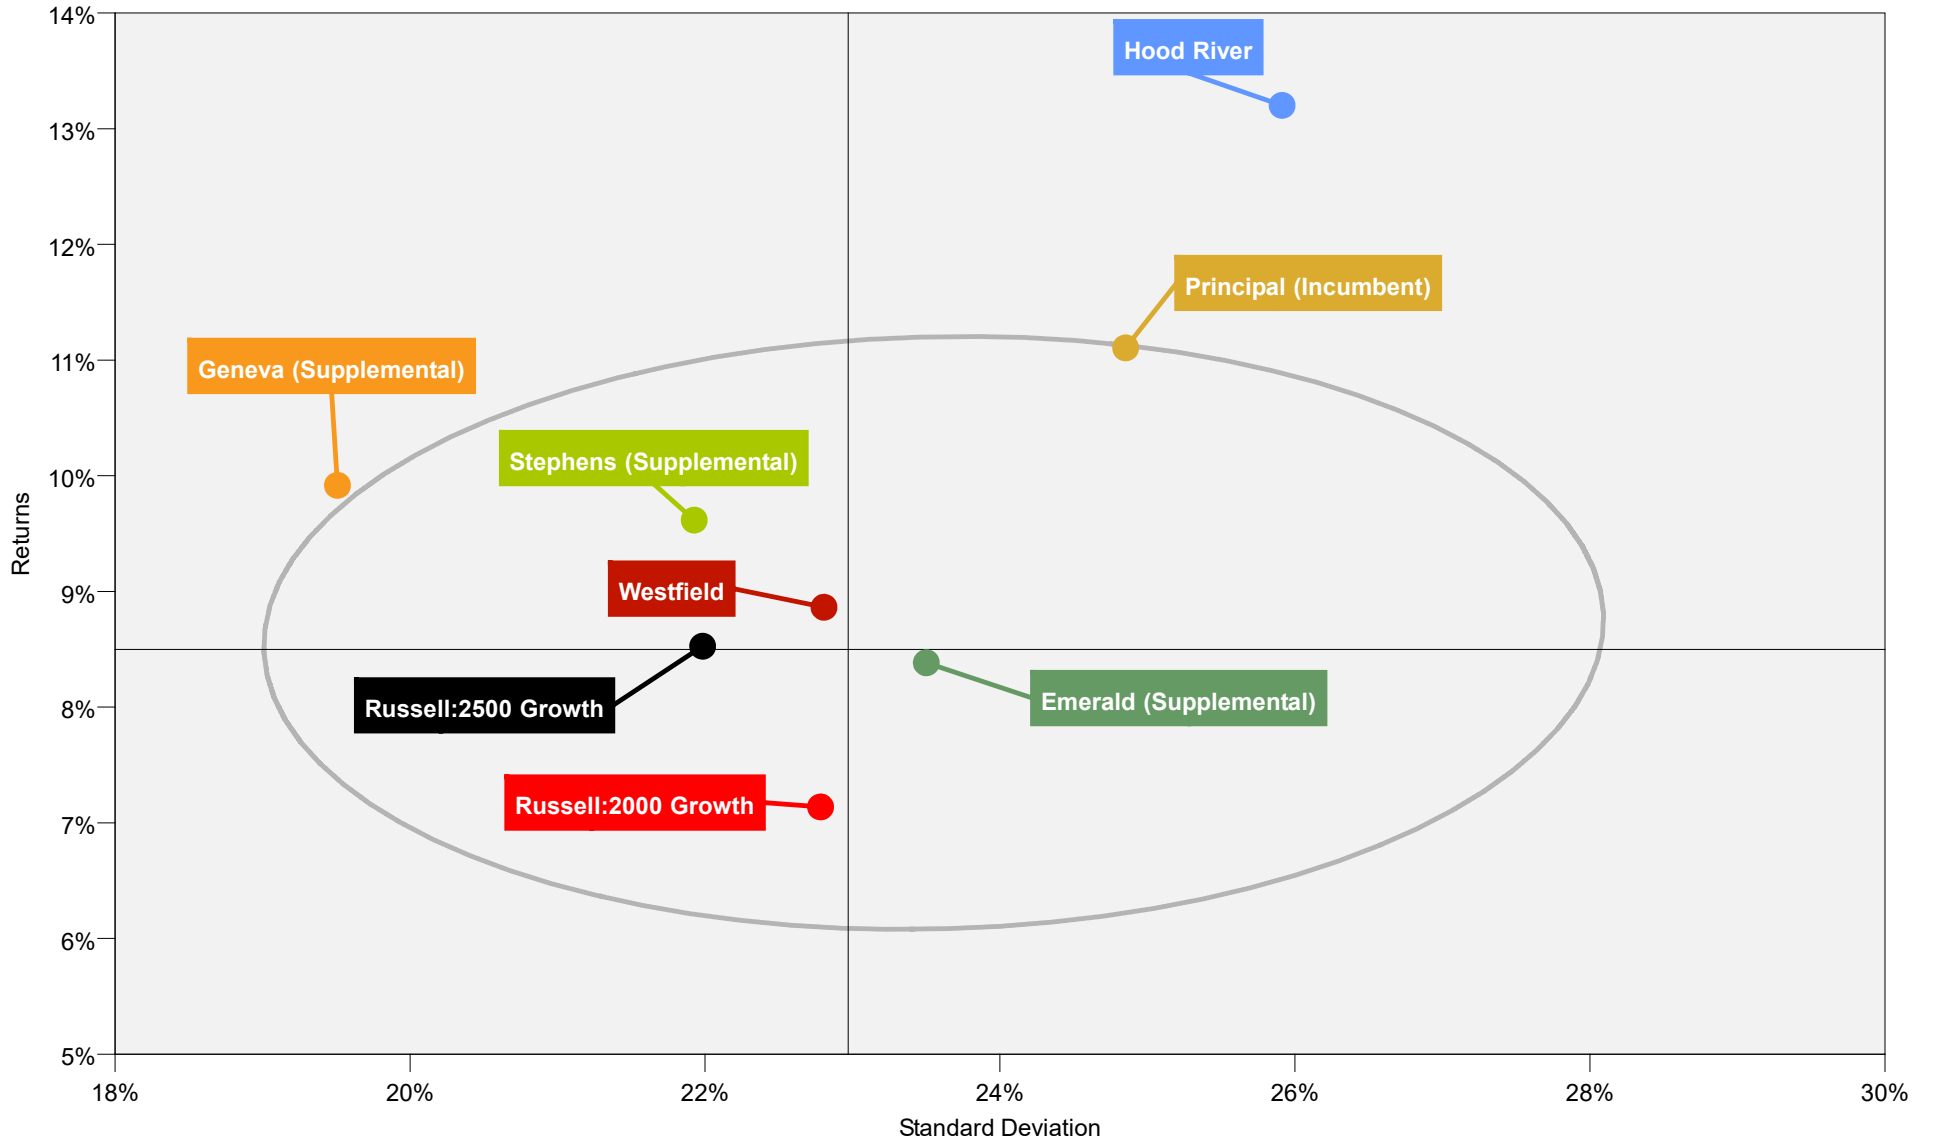 14%
Hood River
13%
12%
Principal (Incumbent)
11%
Geneva (Supplemental)
Stephens (Supplemental)
10%
Returns
9%
Westfield
8%
Russell:2500 Growth
Emerald (Supplemental)
7%
Russell:2000 Growth
6%
5%
18% 20% 22% 24% 26% 28% 30%
Standard Deviation